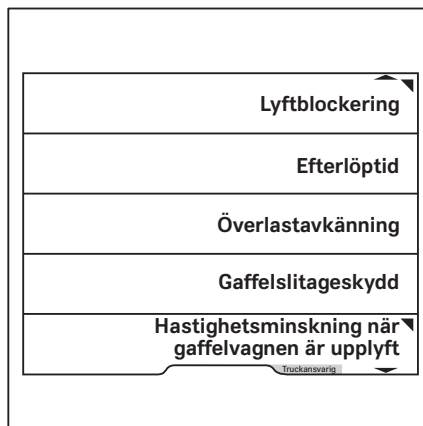 Lyftblockering
Efterlöptid
Överlastavkänning
Gaffelslitageskydd
Hastighetsminskning när
gaffelvagnen är upplyft
Truckansvarig